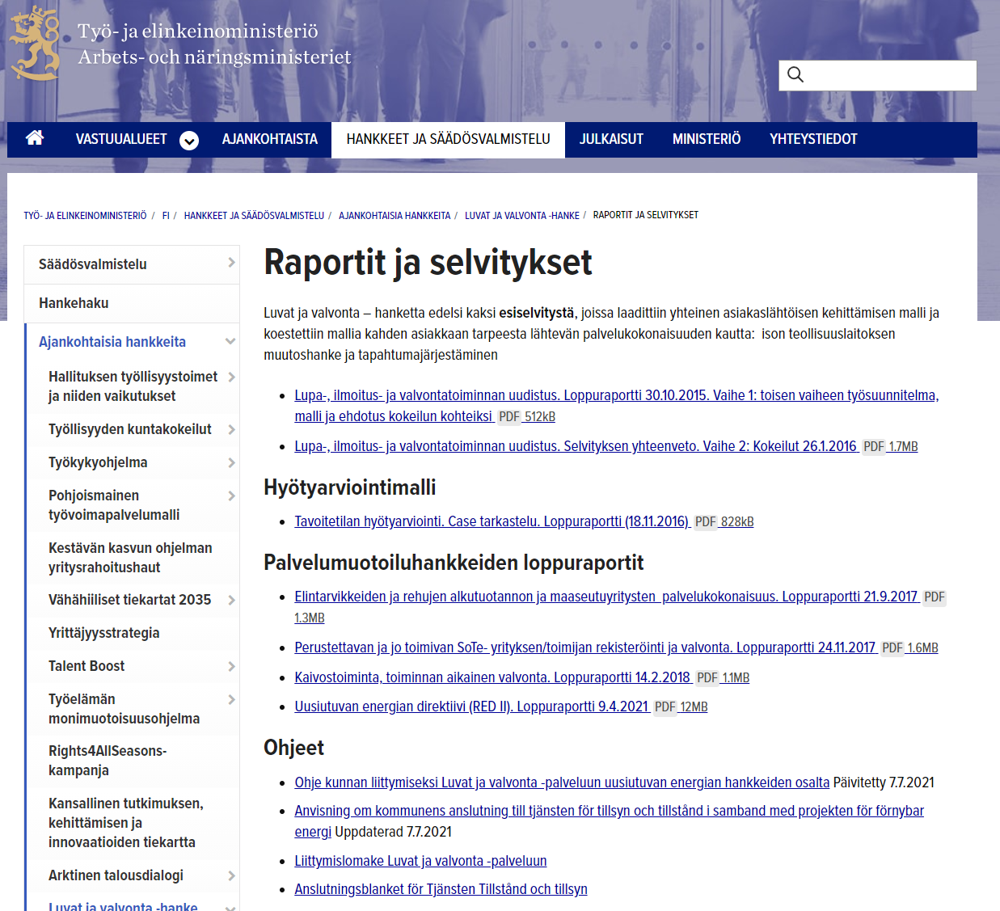 Työ- ja elinkeinoministeriö
Arbets- och näringsministeriet
VASTUUALUEET
AJANKOHTAISTA
HANKKEET JA SÄÄDÖSVALMISTELU
JULKAISUT
MINISTERIÖ
YHTEYSTIEDOT
TYÖ- JA ELINKEINOMINISTERIÖ / FI / HANKKEET JA SÄÄDÖSVALMISTELU / AJANKOHTAISIA HANKKEITA / LUVAT JA VALVONTA -HANKE / RAPORTIT JA SELVITYKSET
Säädösvalmistelu
Hankehaku
Ajankohtaisia hankkeita
Hallituksen työllisyystoimet
ja niiden vaikutukset
Työllisyyden kuntakokeilut
Työkykyohjelma
Pohjoismainen
työvoimapalvelumalli
Kestävän kasvun ohjelman
yritysrahoitushaut
Vähähiiliset tiekartat 2035
Yrittäjyysstrategia
Talent Boost
Työelämän
monimuotoisuusohjelma
Rights4AllSeasons-
kampanja
Kansallinen tutkimuksen,
kehittämisen ja
innovaatioiden tiekartta
Arktinen talousdialogi
Luvat ja valvonta -hanke
Raportit ja selvitykset
Luvat ja valvonta – hanketta edelsi kaksi esiselvitystä, joissa laadittiin yhteinen asiakaslähtöisen kehittämisen malli ja
koestettiin mallia kahden asiakkaan tarpeesta lähtevän palvelukokonaisuuden kautta:  ison teollisuuslaitoksen
muutoshanke ja tapahtumajärjestäminen
• Lupa-, ilmoitus- ja valvontatoiminnan uudistus. Loppuraportti 30.10.2015. Vaihe 1: toisen vaiheen työsuunnitelma,
malli ja ehdotus kokeilun kohteiksi PDF 512kB
• Lupa-, ilmoitus- ja valvontatoiminnan uudistus. Selvityksen yhteenveto. Vaihe 2: Kokeilut 26.1.2016 PDF 1.7MB
Hyötyarviointimalli
• Tavoitetilan hyötyarviointi. Case tarkastelu. Loppuraportti (18.11.2016) PDF 828kB
Palvelumuotoiluhankkeiden loppuraportit
• Elintarvikkeiden ja rehujen alkutuotannon ja maaseutuyritysten  palvelukokonaisuus. Loppuraportti 21.9.2017 PDF
1.3MB
• Perustettavan ja jo toimivan SoTe- yrityksen/toimijan rekisteröinti ja valvonta. Loppuraportti 24.11.2017 PDF 1.6MB
• Kaivostoiminta, toiminnan aikainen valvonta. Loppuraportti 14.2.2018 PDF 1.1MB
• Uusiutuvan energian direktiivi (RED II). Loppuraportti 9.4.2021 PDF 12MB
Ohjeet
• Ohje kunnan liittymiseksi Luvat ja valvonta -palveluun uusiutuvan energian hankkeiden osalta Päivitetty 7.7.2021
• Anvisning om kommunens anslutning till tjänsten för tillsyn och tillstånd i samband med projekten för förnybar
energi Uppdaterad 7.7.2021
• Liittymislomake Luvat ja valvonta -palveluun
• Anslutningsblanket för Tjänsten Tillstånd och tillsyn